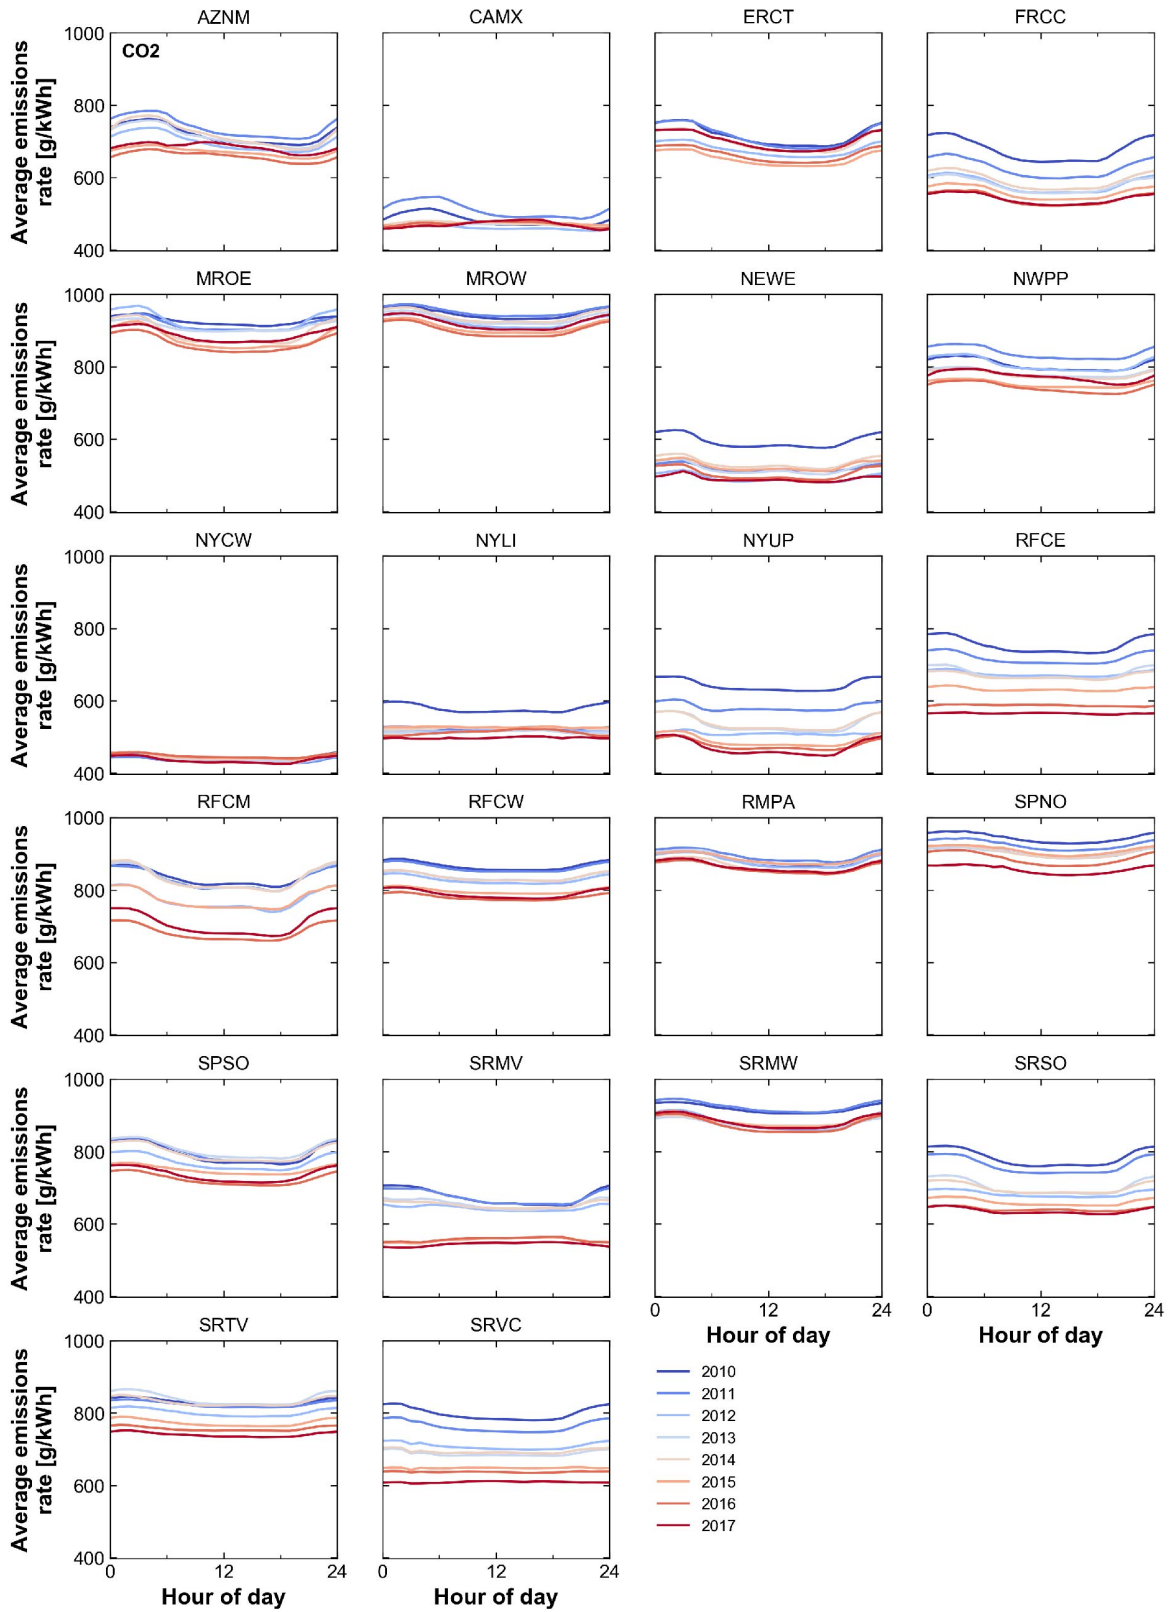 AZNM CAMX ERCT FRCC
Average emissions
rate [g/kWh]
1000
CO2
800
600
400
MROE MROW NEWE NWPP
Average emissions
rate [g/kWh]
1000
800
600
400
NYCW NYLI NYUP RFCE
Average emissions
rate [g/kWh]
1000
800
600
400
RFCM RFCW RMPA SPNO
Average emissions
rate [g/kWh]
1000
800
600
400
SPSO SRMV SRMW SRSO
Average emissions
rate [g/kWh]
1000
800
600
400
0 12 24 0 12 24
Hour of day Hour of day
SRTV SRVC
Average emissions
rate [g/kWh]
1000
800
600
400
0 12 24 0 12 24
Hour of day Hour of day
2010
2011
2012
2013
2014
2015
2016
2017